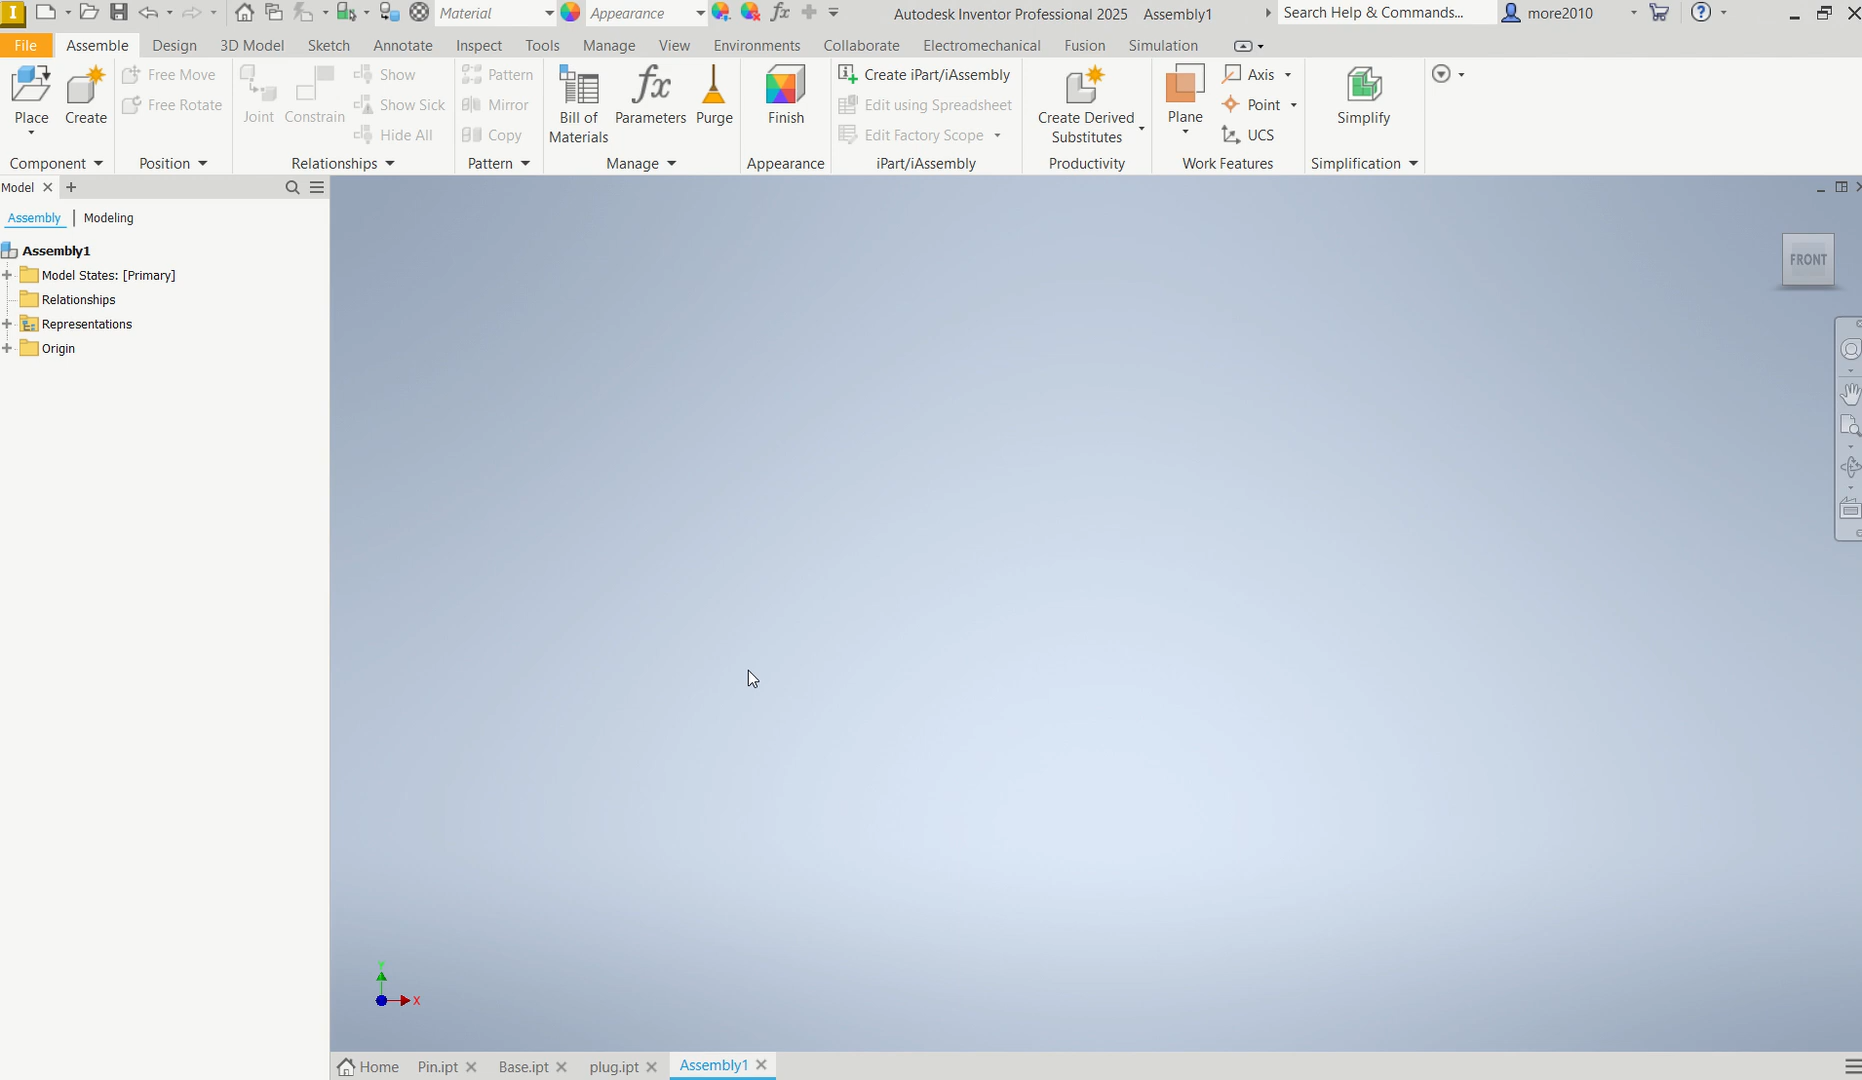 I Material Appearance fx Autodesk Inventor Professional 2025 Assembly1 Search Help & Commands... more2010
File Assemble Design 3D Model Sketch Annotate Inspect Tools Manage View Environments Collaborate Electromechanical Fusion Simulation
Place
Create
Free Move
Free Rotate
Joint
Constrain
Show
Show Sick
Hide All
Pattern
Mirror
Copy
Bill of
Materials
fx
Parameters
Purge
Finish
Create iPart/iAssembly
Edit using Spreadsheet
Edit Factory Scope
Create Derived
Substitutes
Plane
Axis
Point
UCS
Simplify
Component Position Relationships Pattern Manage Appearance iPart/iAssembly Productivity Work Features Simplification
Model
Assembly Modeling
Assembly1
Model States: [Primary]
Relationships
Representations
Origin
FRONT
Y
X
Home Pin.ipt Base.ipt plug.ipt Assembly1